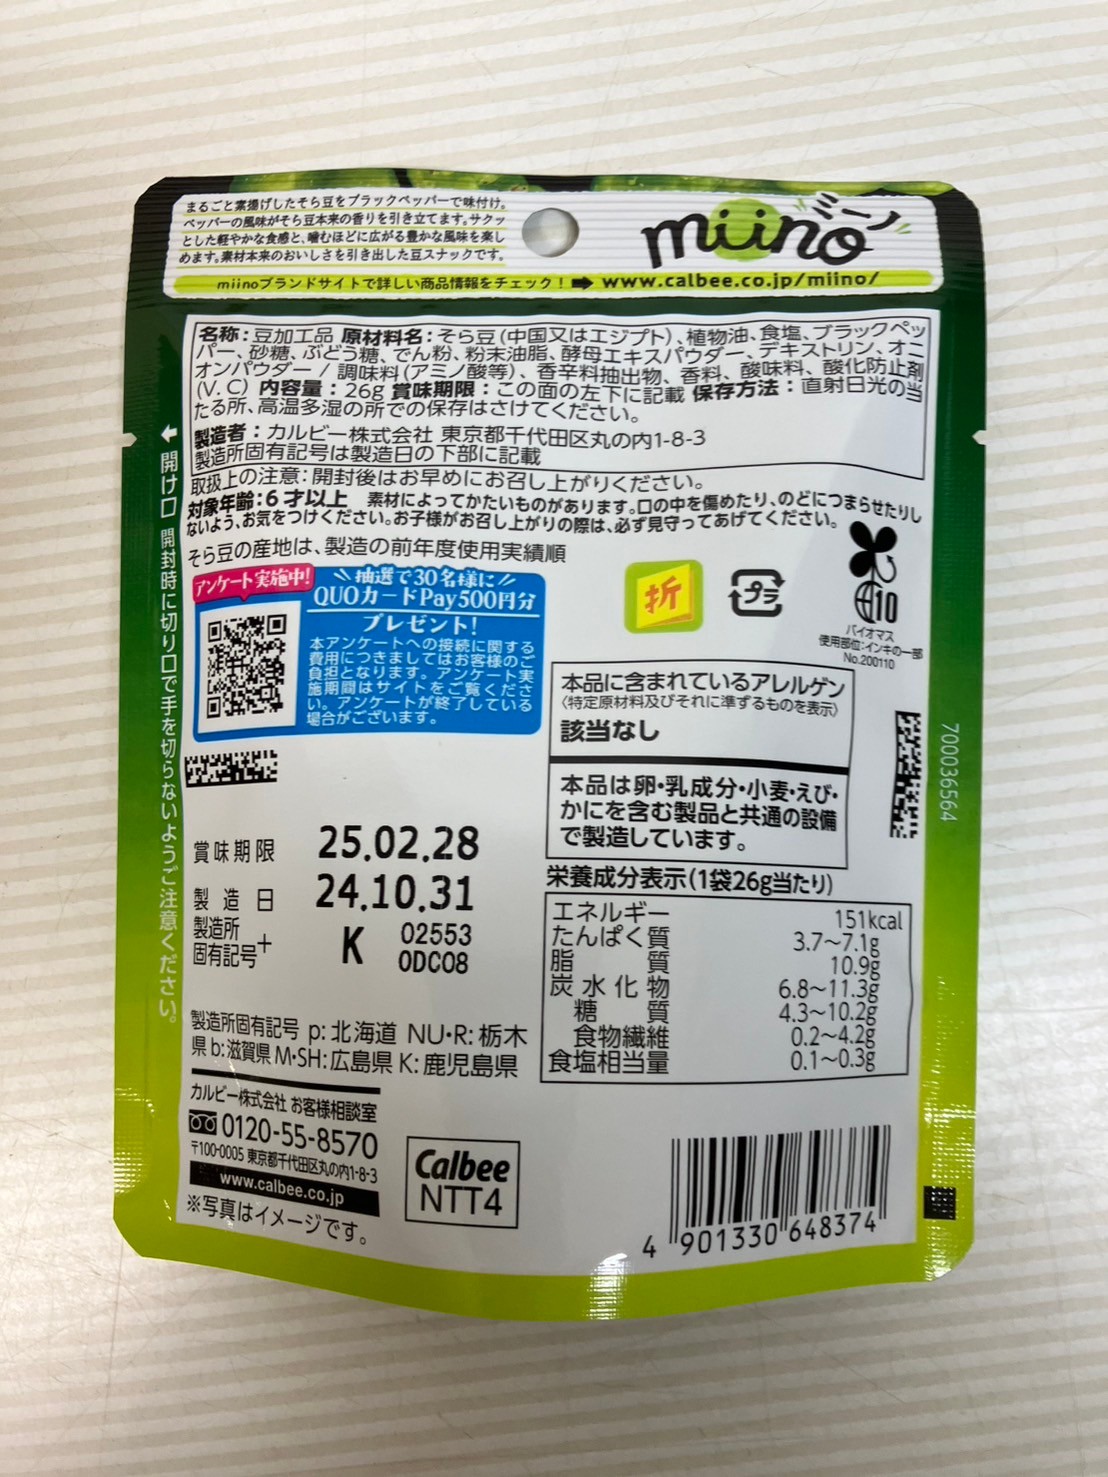 まるごと素揚げしたそら豆をブラックペッパーで味付け。
ペッパーの風味がそら豆本来の香りを引き立てます。サクッ
とした軽やかな食感と、噛むほどに広がる豊かな風味を楽し
めます。素材本来のおいしさを引き出した豆スナックです。
miino ミーノ
miinoブランドサイトで詳しい商品情報をチェック！➡www.calbee.co.jp/miino/
名称：豆加工品 原材料名：そら豆（中国又はエジプト）、植物油、食塩、ブラックペッ
パー、砂糖、ぶどう糖、でん粉、粉末油脂、酵母エキスパウダー、デキストリン、オニ
オンパウダー / 調味料（アミノ酸等）、香辛料抽出物、香料、酸味料、酸化防止剤
（V.C） 内容量：26g 賞味期限：この面の左下に記載 保存方法：直射日光の当
たる所、高温多湿の所での保存はさけてください。
製造者：カルビー株式会社 東京都千代田区丸の内1-8-3
製造所固有記号は製造日の下部に記載
取扱上の注意：開封後はお早めにお召し上がりください。
対象年齢：6才以上 素材によってかたいものがあります。口の中を傷めたり、のどにつまらせたりし
ないよう、お気をつけください。お子様がお召し上がりの際は、必ず見守ってあげてください。
そら豆の産地は、製造の前年度使用実績順
←開け口 開封時に切り口で手を切らないようご注意ください。
アンケート実施中！
抽選で30名様に
QUOカードPay500円分
プレゼント！
本アンケートへの接続に関する
費用につきましてはお客様のご
負担となります。アンケート実
施期間はサイトをご覧くださ
い。アンケートが終了している
場合がございます。
折
プラ
10
バイオマス
使用部位：インキの一部
No.200110
本品に含まれているアレルゲン
〈特定原材料及びそれに準ずるものを表示〉
該当なし
本品は卵・乳成分・小麦・えび・
かにを含む製品と共通の設備
で製造しています。
700036564
賞味期限 25.02.28
製造日 24.10.31
製造所
固有記号+ K 02553
0DC08
栄養成分表示（1袋26g当たり）
エネルギー 151kcal
たんぱく質 3.7〜7.1g
脂質 10.9g
炭水化物 6.8〜11.3g
糖質 4.3〜10.2g
食物繊維 0.2〜4.2g
食塩相当量 0.1〜0.3g
製造所固有記号 p：北海道 NU・R：栃木
県 b：滋賀県 M・SH：広島県 K：鹿児島県
カルビー株式会社 お客様相談室
0120-55-8570
〒100-0005 東京都千代田区丸の内1-8-3
www.calbee.co.jp
※写真はイメージです。
Calbee
NTT4
4 901330 648374